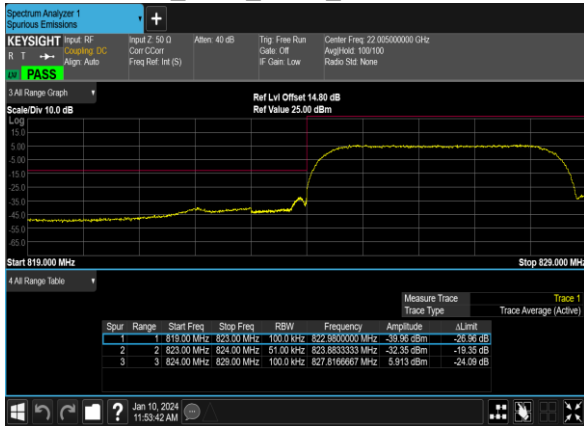 Spectrum Analyzer 1
Spurious Emissions
+
KEYSIGHT Input: RF Input Z: 50 Ω Atten: 40 dB Trig: Free Run Center Freq: 22.005000000 GHz
R T Coupling: DC Corr CCorr Gate: Off Avg|Hold: 100/100
Align: Auto Freq Ref: Int (S) IF Gain: Low Radio Std: None
PASS
3 All Range Graph
Ref Lvl Offset 14.80 dB
Scale/Div 10.0 dB Ref Value 25.00 dBm
Log
15.0
5.00
-5.00
-15.0
-25.0
-35.0
-45.0
-55.0
-65.0
Start 819.000 MHz Stop 829.000 MHz
4 All Range Table
Measure Trace Trace 1
Trace Type Trace Average (Active)
Spur Range Start Freq Stop Freq RBW Frequency Amplitude ΔLimit
1 1 819.00 MHz 823.00 MHz 100.0 kHz 822.9800000 MHz -39.96 dBm -26.96 dB
2 2 823.00 MHz 824.00 MHz 51.00 kHz 823.8833333 MHz -32.35 dBm -19.35 dB
3 3 824.00 MHz 829.00 MHz 100.0 kHz 827.8166667 MHz 5.913 dBm -24.09 dB
? Jan 10, 2024
11:53:42 AM